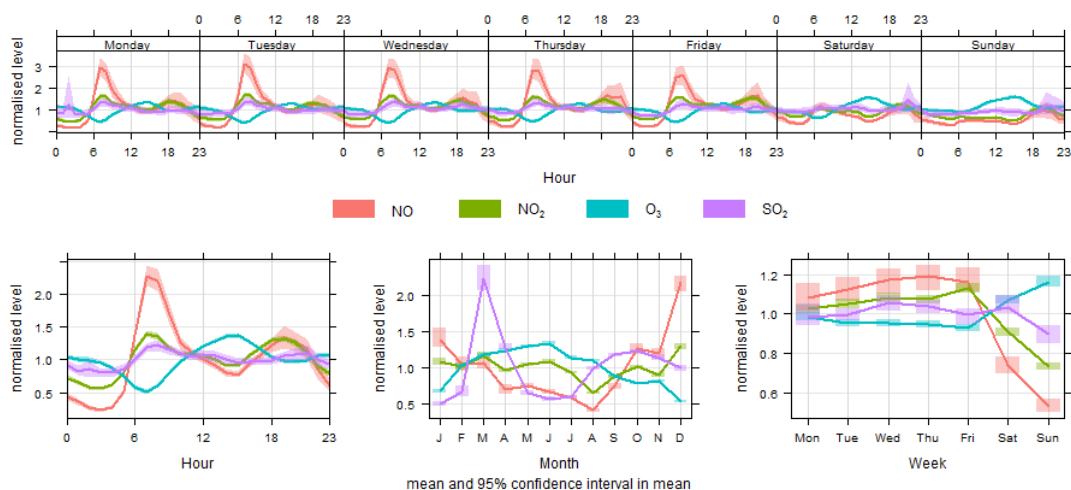 0 6 12 18 23 0 6 12 18 23 0 6 12 18 23
Monday Tuesday Wednesday Thursday Friday Saturday Sunday
normalised level
3
2
1
0 6 12 18 23 0 6 12 18 23 0 6 12 18 23 0 6 12 18 23
Hour
NO NO₂ O₃ SO₂
normalised level
2.0
1.5
1.0
0.5
0 6 12 18 23
Hour
normalised level
2.0
1.5
1.0
0.5
J F M A M J J A S O N D
Month
normalised level
1.2
1.0
0.8
0.6
Mon Tue Wed Thu Fri Sat Sun
Week
mean and 95% confidence interval in mean